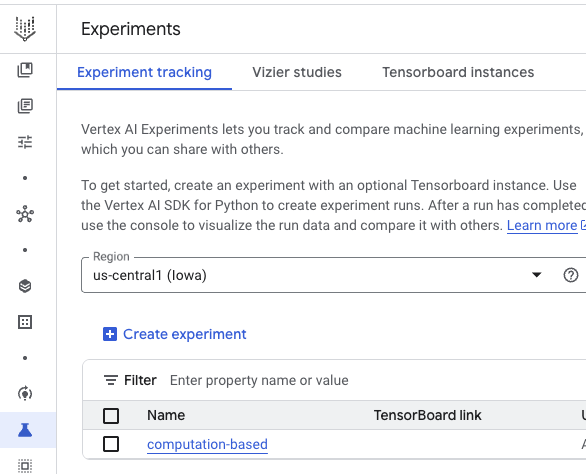 Experiments
Experiment tracking Vizier studies Tensorboard instances
Vertex AI Experiments lets you track and compare machine learning experiments,
which you can share with others.
To get started, create an experiment with an optional Tensorboard instance. Use
the Vertex AI SDK for Python to create experiment runs. After a run has completed
use the console to visualize the run data and compare it with others. Learn more
Region
us-central1 (Iowa)
Create experiment
Filter Enter property name or value
Name TensorBoard link
computation-based